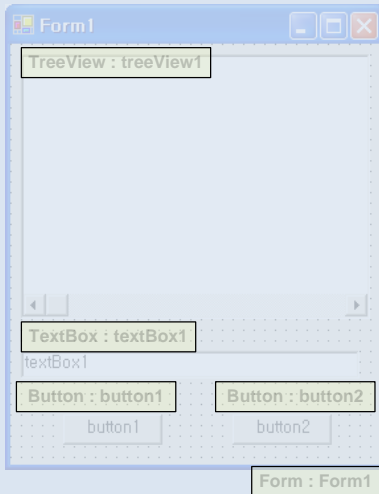 Form1
TreeView : treeView1
TextBox : textBox1
textBox1
Button : button1
Button : button2
button1
button2
Form : Form1